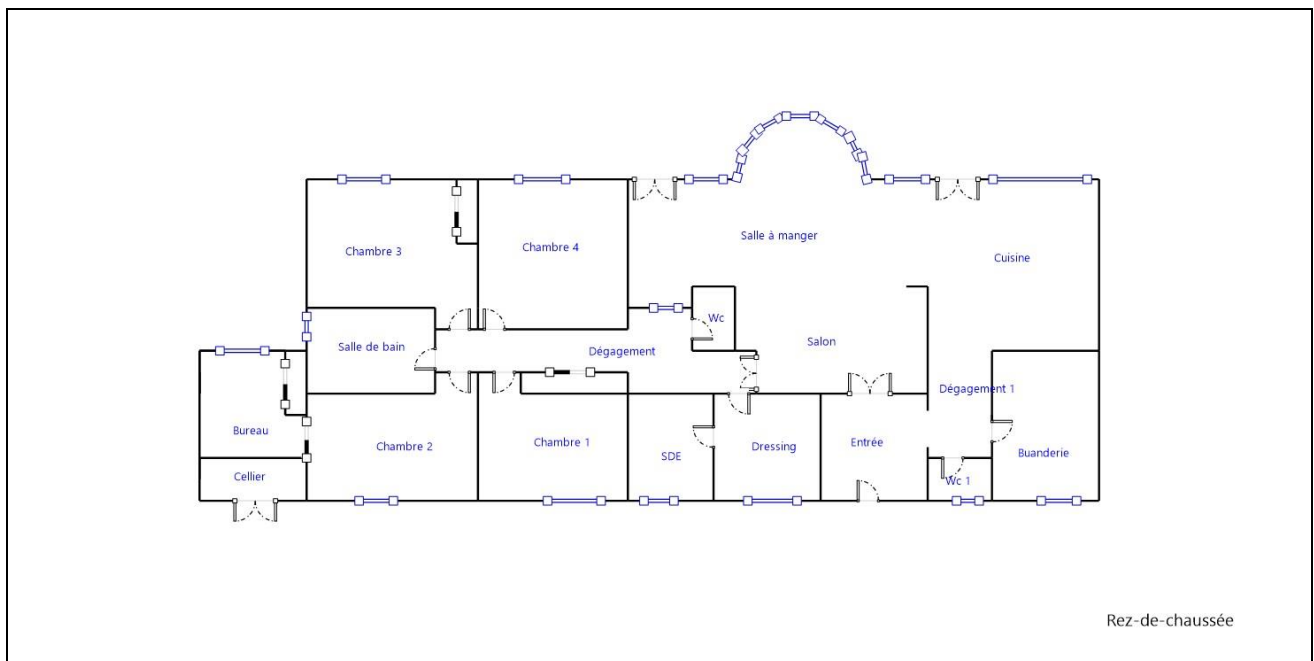 Salle à manger
Chambre 4
Chambre 3
Cuisine
Wc
Salon
Salle de bain
Dégagement
Dégagement 1
Bureau
Chambre 2
Chambre 1
Entrée
Dressing
SDE
Buanderie
Cellier
Wc 1
Rez-de-chaussée